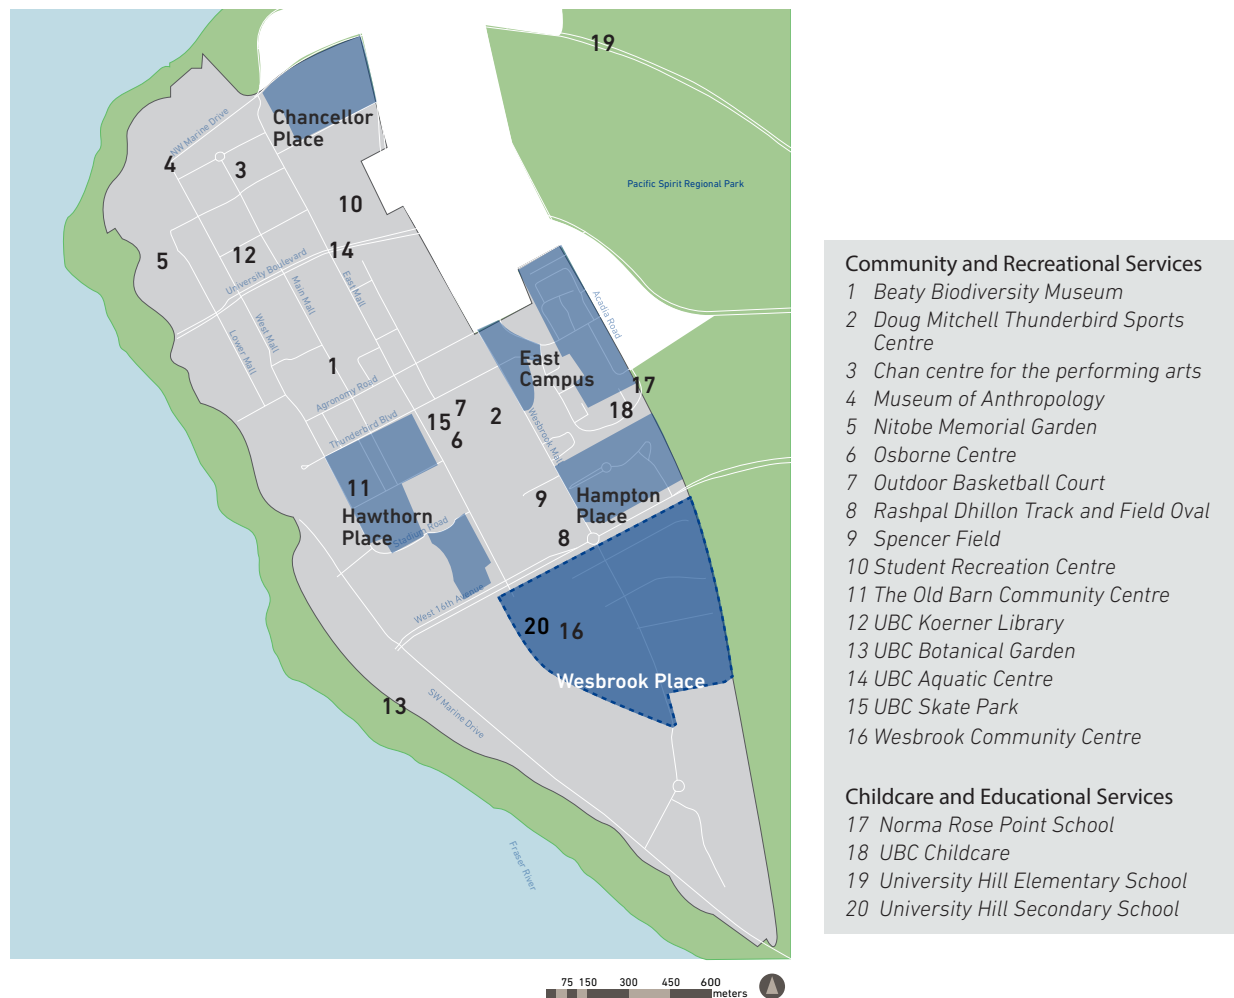 19
Chancellor
Place
NW Marine Drive
4
3
Pacific Spirit Regional Park
10
5
12
14
University Boulevard
Main Mall
East Mall
Acadia Road
West Mall
Lower Mall
1
East
Campus
Agronomy Road
17
18
Thunderbird Blvd
15
7
6
2
Wesbrook Mall
11
Hawthorn
Place
Stadium Road
9
Hampton
Place
8
West 16th Avenue
20
16
Wesbrook Place
13
SW Marine Drive
Fraser River
75 150 300 450 600
meters
Community and Recreational Services
1 Beaty Biodiversity Museum
2 Doug Mitchell Thunderbird Sports
Centre
3 Chan centre for the performing arts
4 Museum of Anthropology
5 Nitobe Memorial Garden
6 Osborne Centre
7 Outdoor Basketball Court
8 Rashpal Dhillon Track and Field Oval
9 Spencer Field
10 Student Recreation Centre
11 The Old Barn Community Centre
12 UBC Koerner Library
13 UBC Botanical Garden
14 UBC Aquatic Centre
15 UBC Skate Park
16 Wesbrook Community Centre
Childcare and Educational Services
17 Norma Rose Point School
18 UBC Childcare
19 University Hill Elementary School
20 University Hill Secondary School